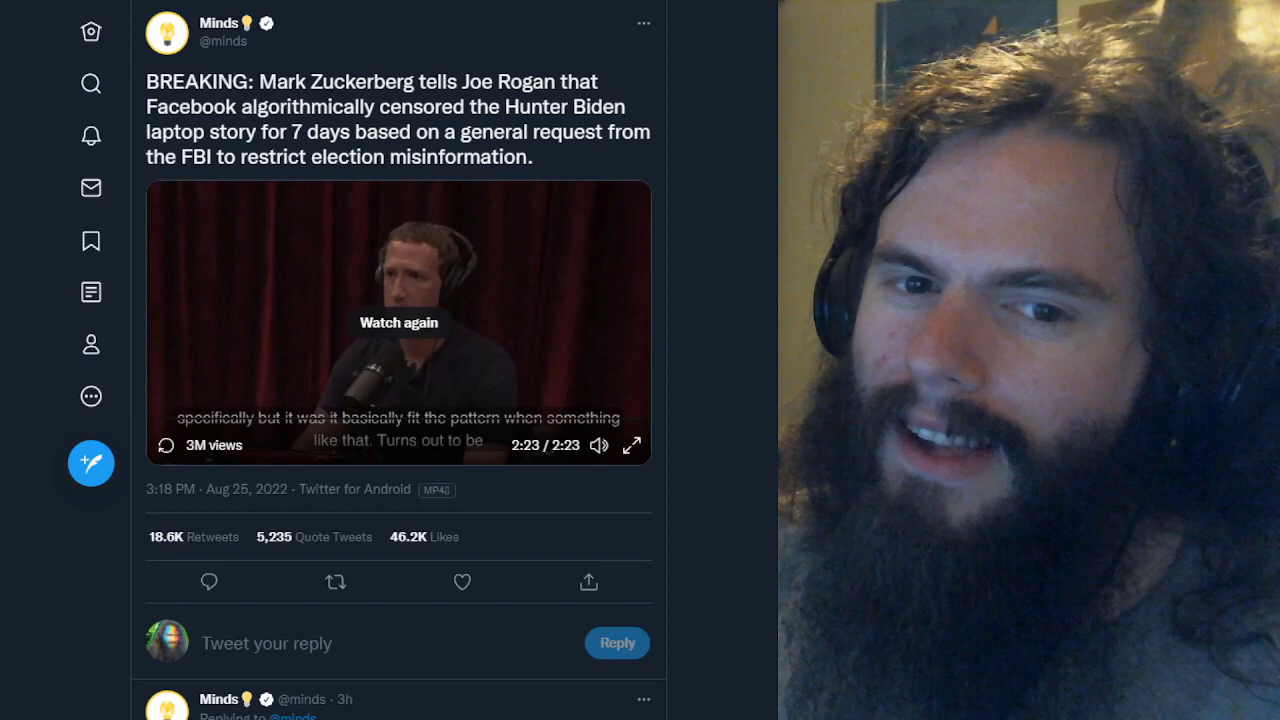 Minds
@minds
BREAKING: Mark Zuckerberg tells Joe Rogan that
Facebook algorithmically censored the Hunter Biden
laptop story for 7 days based on a general request from
the FBI to restrict election misinformation.
Watch again
specifically but it was it basically fit the pattern when something
like that. Turns out to be
3M views
2:23 / 2:23
3:18 PM · Aug 25, 2022 · Twitter for Android MP4⇩
18.6K Retweets 5,235 Quote Tweets 46.2K Likes
Tweet your reply
Reply
Minds @minds · 3h
Replying to @minds